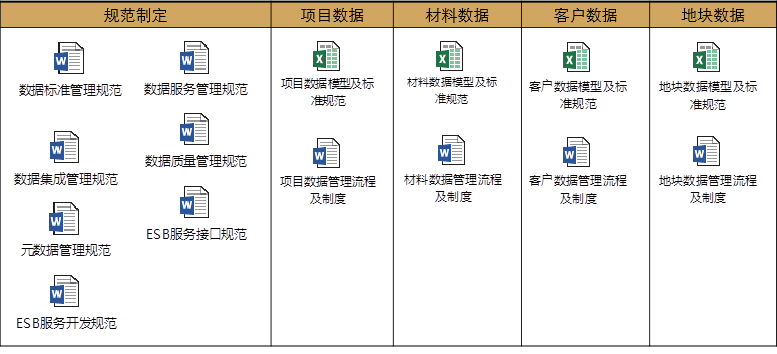 规范制定
项目数据
材料数据
客户数据
地块数据
数据标准管理规范
数据服务管理规范
数据集成管理规范
数据质量管理规范
元数据管理规范
ESB服务接口规范
ESB服务开发规范
项目数据模型及标
准规范
项目数据管理流程
及制度
材料数据模型及标
准规范
材料数据管理流程
及制度
客户数据模型及标
准规范
客户数据管理流程
及制度
地块数据模型及标
准规范
地块数据管理流程
及制度